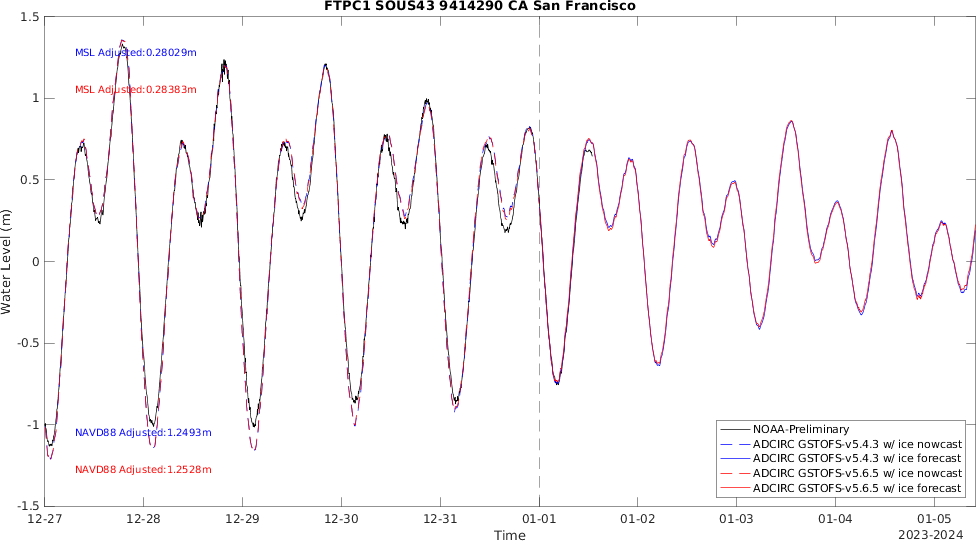 FTPC1 SOUS43 9414290 CA San Francisco
1.5
1
0.5
0
-0.5
-1
-1.5
Water Level (m)
MSL Adjusted:0.28029m
MSL Adjusted:0.28383m
NAVD88 Adjusted:1.2493m
NAVD88 Adjusted:1.2528m
NOAA-Preliminary
ADCIRC GSTOFS-v5.4.3 w/ ice nowcast
ADCIRC GSTOFS-v5.4.3 w/ ice forecast
ADCIRC GSTOFS-v5.6.5 w/ ice nowcast
ADCIRC GSTOFS-v5.6.5 w/ ice forecast
12-27 12-28 12-29 12-30 12-31 01-01 01-02 01-03 01-04 01-05
Time
2023-2024